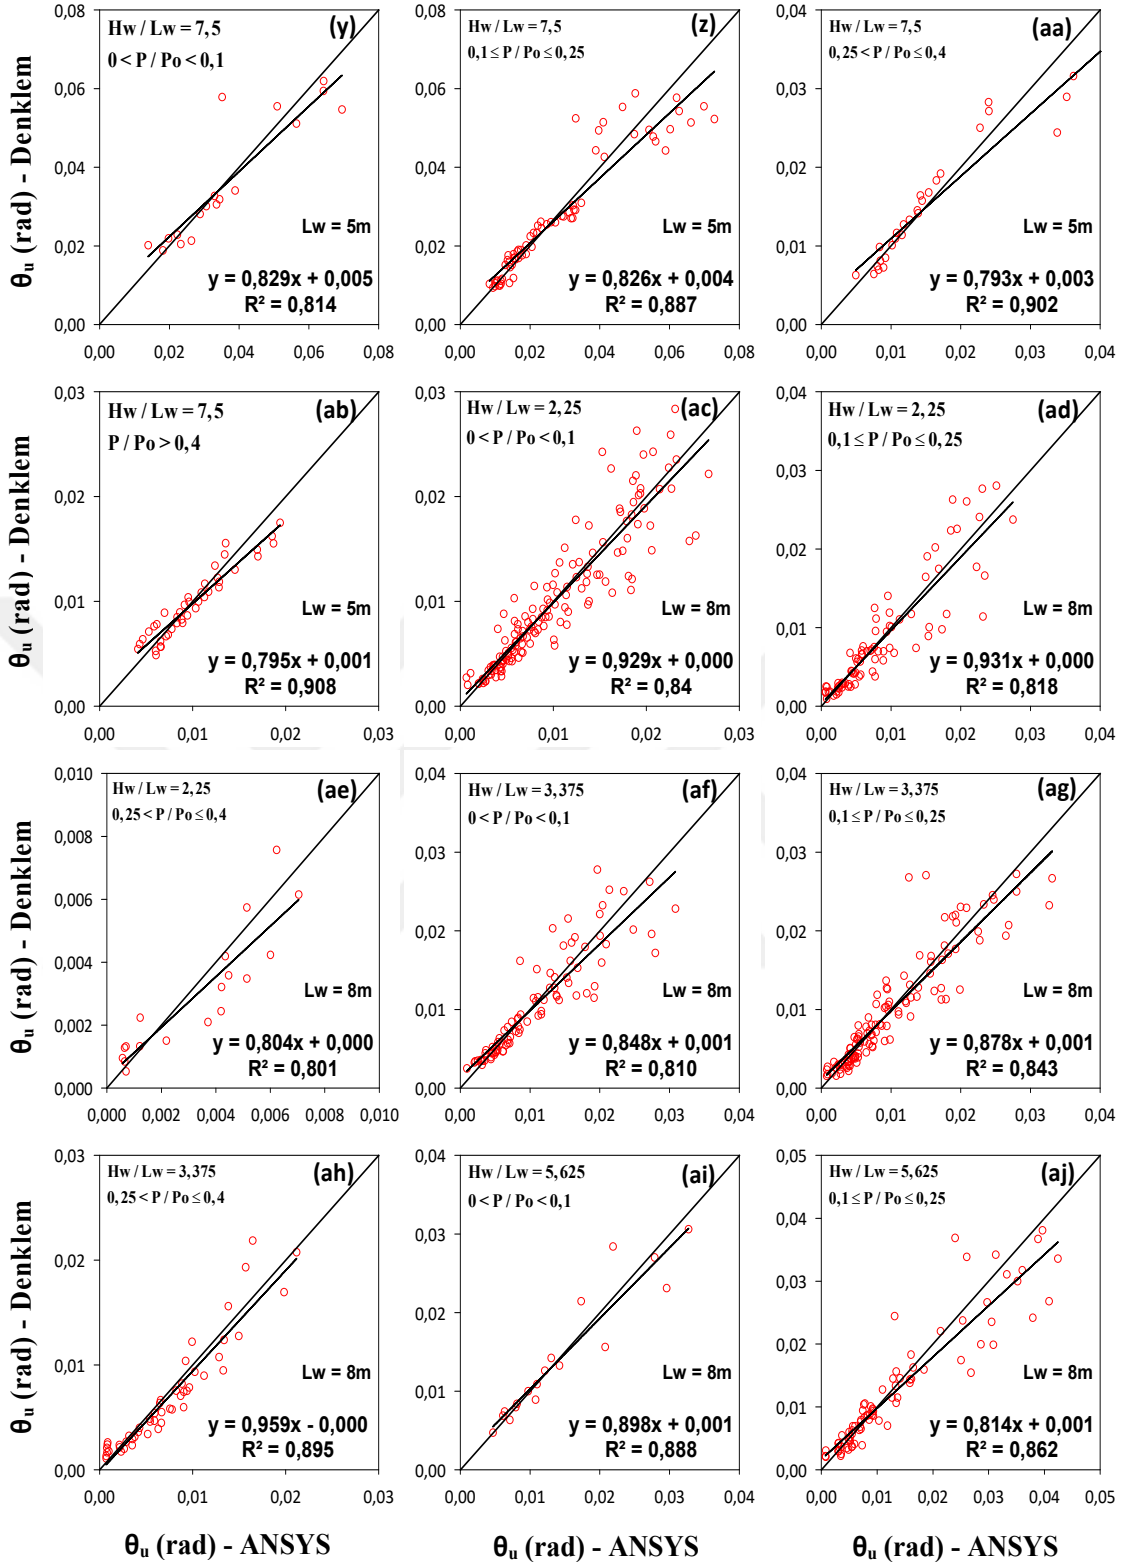 θu (rad) - Denklem
0,08
0,06
0,04
0,02
0,00
Hw / Lw = 7,5
(y)
0 < P / Po < 0,1
Lw = 5m
y = 0,829x + 0,005
R² = 0,814
0,00 0,02 0,04 0,06 0,08
0,08
0,06
0,04
0,02
0,00
(z)
Hw / Lw = 7,5
0,1 ≤ P / Po ≤ 0,25
Lw = 5m
y = 0,826x + 0,004
R² = 0,887
0,00 0,02 0,04 0,06 0,08
0,04
0,03
0,02
0,01
0,00
(aa)
Hw / Lw = 7,5
0,25 < P / Po ≤ 0,4
Lw = 5m
y = 0,793x + 0,003
R² = 0,902
0,00 0,01 0,02 0,03 0,04
θu (rad) - Denklem
0,03
0,02
0,01
0,00
Hw / Lw = 7,5
(ab)
P / Po > 0,4
Lw = 5m
y = 0,795x + 0,001
R² = 0,908
0,00 0,01 0,02 0,03
0,03
0,02
0,01
0,00
Hw / Lw = 2,25
(ac)
0 < P / Po < 0,1
Lw = 8m
y = 0,929x + 0,000
R² = 0,84
0,00 0,01 0,02 0,03
0,04
0,03
0,02
0,01
0,00
Hw / Lw = 2,25
(ad)
0,1 ≤ P / Po ≤ 0,25
Lw = 8m
y = 0,931x + 0,000
R² = 0,818
0,00 0,01 0,02 0,03 0,04
θu (rad) - Denklem
0,010
0,008
0,006
0,004
0,002
0,000
Hw / Lw = 2,25
(ae)
0,25 < P / Po ≤ 0,4
Lw = 8m
y = 0,804x + 0,000
R² = 0,801
0,000 0,002 0,004 0,006 0,008 0,010
0,04
0,03
0,02
0,01
0,00
Hw / Lw = 3,375
(af)
0 < P / Po < 0,1
Lw = 8m
y = 0,848x + 0,001
R² = 0,810
0,00 0,01 0,02 0,03 0,04
0,04
0,03
0,02
0,01
0,00
Hw / Lw = 3,375
(ag)
0,1 ≤ P / Po ≤ 0,25
Lw = 8m
y = 0,878x + 0,001
R² = 0,843
0,00 0,01 0,02 0,03 0,04
θu (rad) - Denklem
0,03
0,02
0,01
0,00
Hw / Lw = 3,375
(ah)
0,25 < P / Po ≤ 0,4
Lw = 8m
y = 0,959x - 0,000
R² = 0,895
0,00 0,01 0,02 0,03
0,04
0,03
0,02
0,01
0,00
Hw / Lw = 5,625
(ai)
0 < P / Po < 0,1
Lw = 8m
y = 0,898x + 0,001
R² = 0,888
0,00 0,01 0,02 0,03 0,04
0,05
0,04
0,03
0,02
0,01
0,00
Hw / Lw = 5,625
(aj)
0,1 ≤ P / Po ≤ 0,25
Lw = 8m
y = 0,814x + 0,001
R² = 0,862
0,00 0,01 0,02 0,03 0,04 0,05
θu (rad) - ANSYS
θu (rad) - ANSYS
θu (rad) - ANSYS